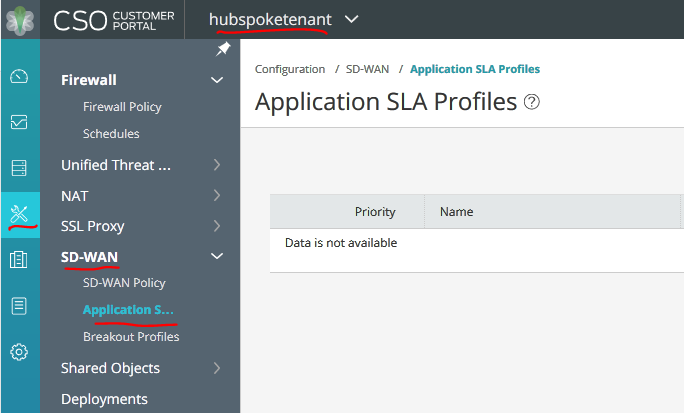 CSO CUSTOMER PORTAL
hubspoketenant
Firewall
Firewall Policy
Schedules
Unified Threat ...
NAT
SSL Proxy
SD-WAN
SD-WAN Policy
Application S...
Breakout Profiles
Shared Objects
Deployments
Configuration / SD-WAN / Application SLA Profiles
Application SLA Profiles ?
Priority Name
Data is not available